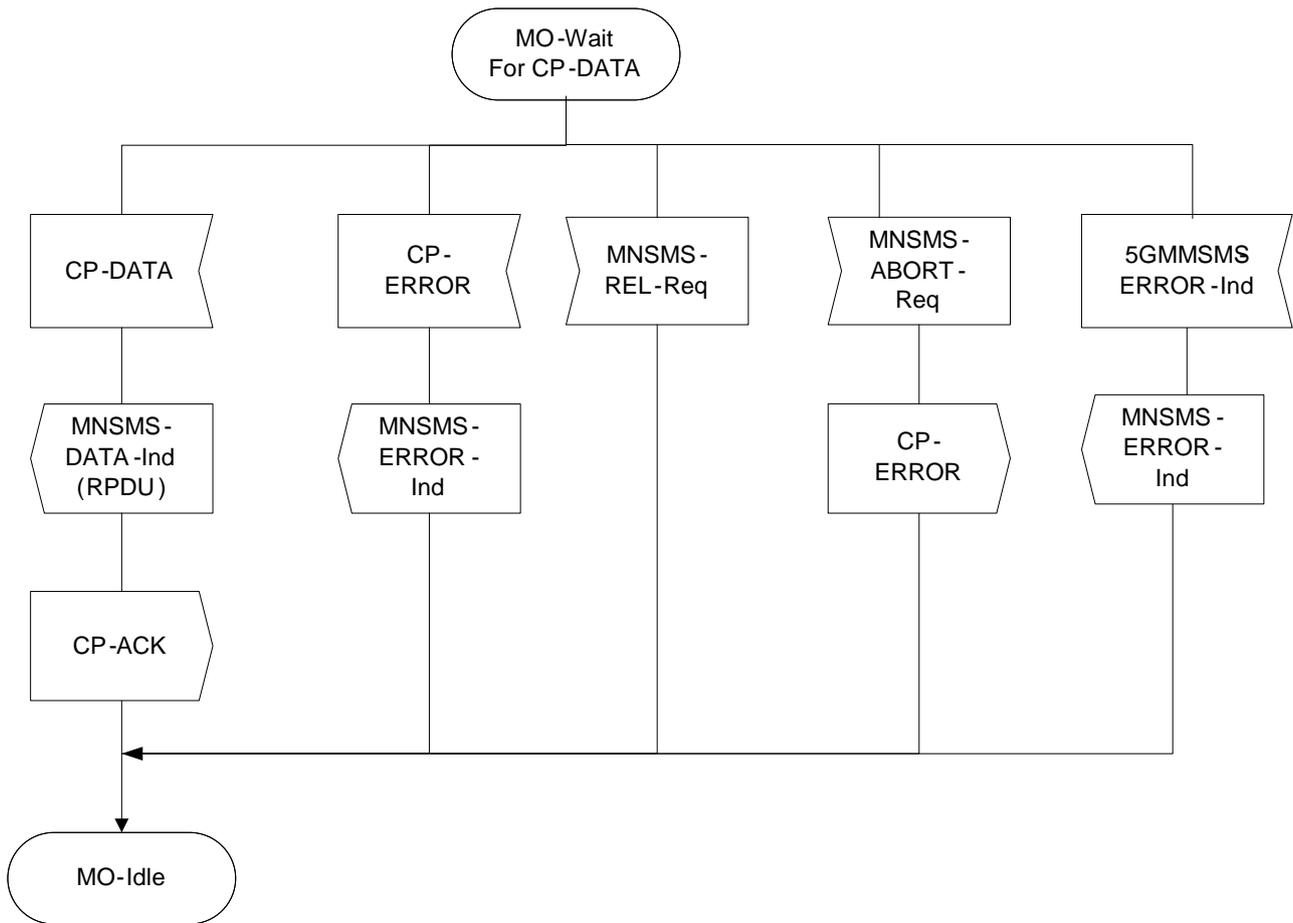 MO-Wait
For CP-DATA
CP-DATA
CP-
ERROR
MNSMS-
REL-Req
MNSMS-
ABORT-
Req
5GMMSMS-
ERROR-Ind
MNSMS-
DATA-Ind
(RPDU)
MNSMS-
ERROR-
Ind
CP-
ERROR
MNSMS-
ERROR-
Ind
CP-ACK
MO-Idle